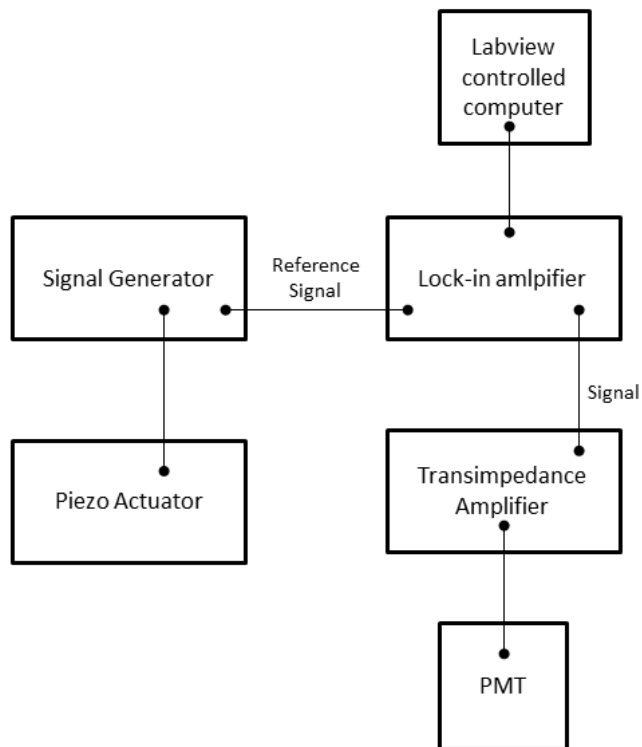 Labview
controlled
computer
Signal Generator
Reference
Signal
Lock-in amlpifier
Signal
Piezo Actuator
Transimpedance
Amplifier
PMT